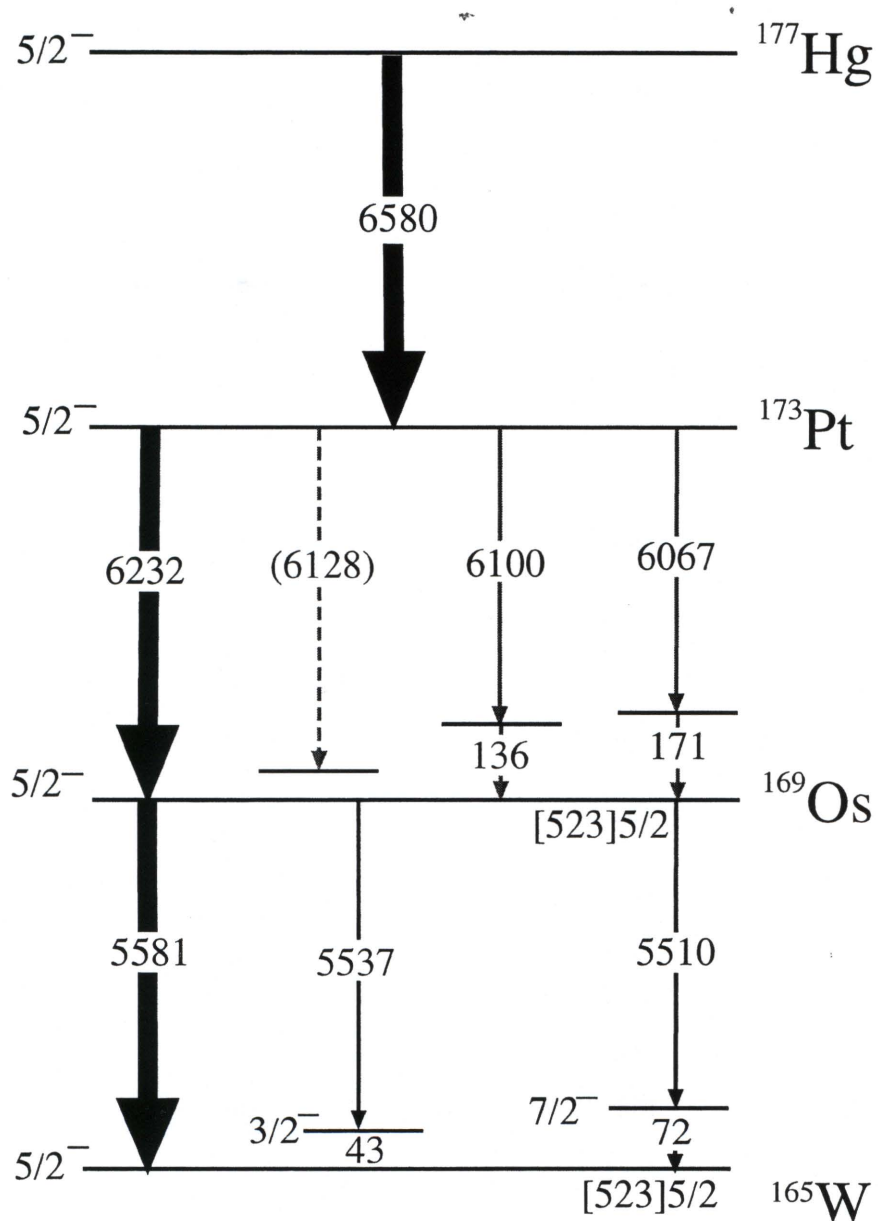 5/2⁻ ¹⁷⁷Hg
6580
5/2⁻ ¹⁷³Pt
6232 (6128) 6100 6067
136 171
5/2⁻ ¹⁶⁹Os
[523]5/2
5581 5537 5510
7/2⁻
3/2⁻ 43 72
5/2⁻
[523]5/2 ¹⁶⁵W